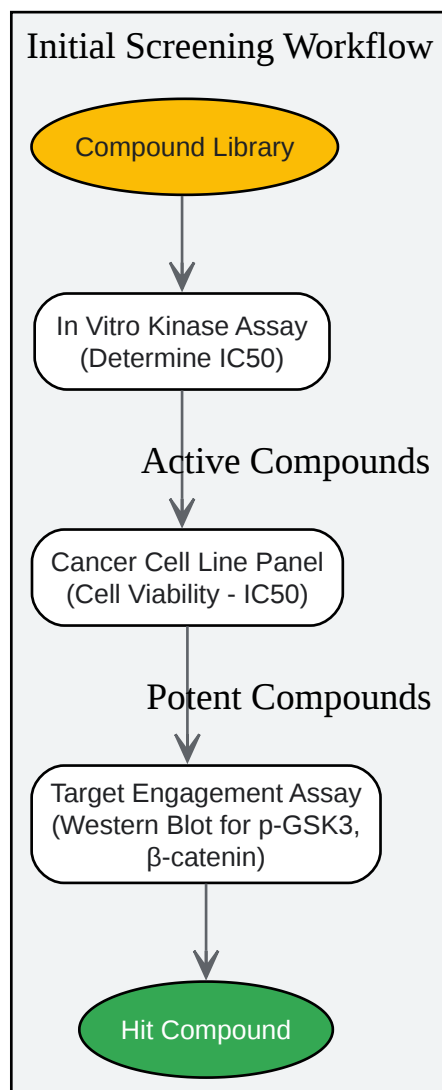 Initial Screening Workflow
Compound Library
In Vitro Kinase Assay
(Determine IC50)
Active Compounds
Cancer Cell Line Panel
(Cell Viability - IC50)
Potent Compounds
Target Engagement Assay
(Western Blot for p-GSK3,
β-catenin)
Hit Compound